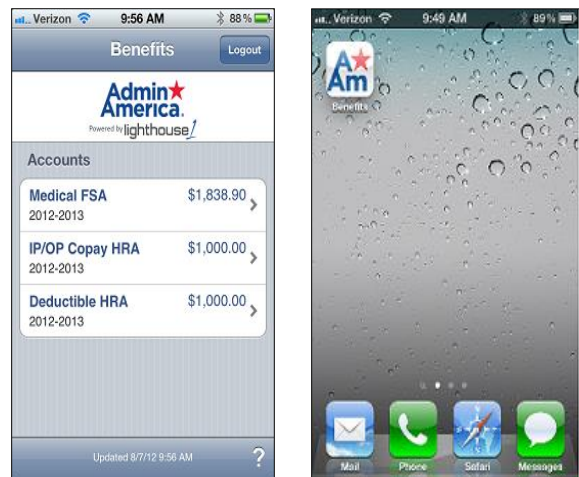 Verizon 9:56 AM 88%
Benefits
Logout
Admin
America.
Powered by lighthouse1
Accounts
Medical FSA $1,838.90
2012-2013
IP/OP Copay HRA $1,000.00
2012-2013
Deductible HRA $1,000.00
2012-2013
Updated 8/7/12 9:56 AM ?
Verizon 9:49 AM 89%
A
Am
Benefits
Mail Phone Safari Messages